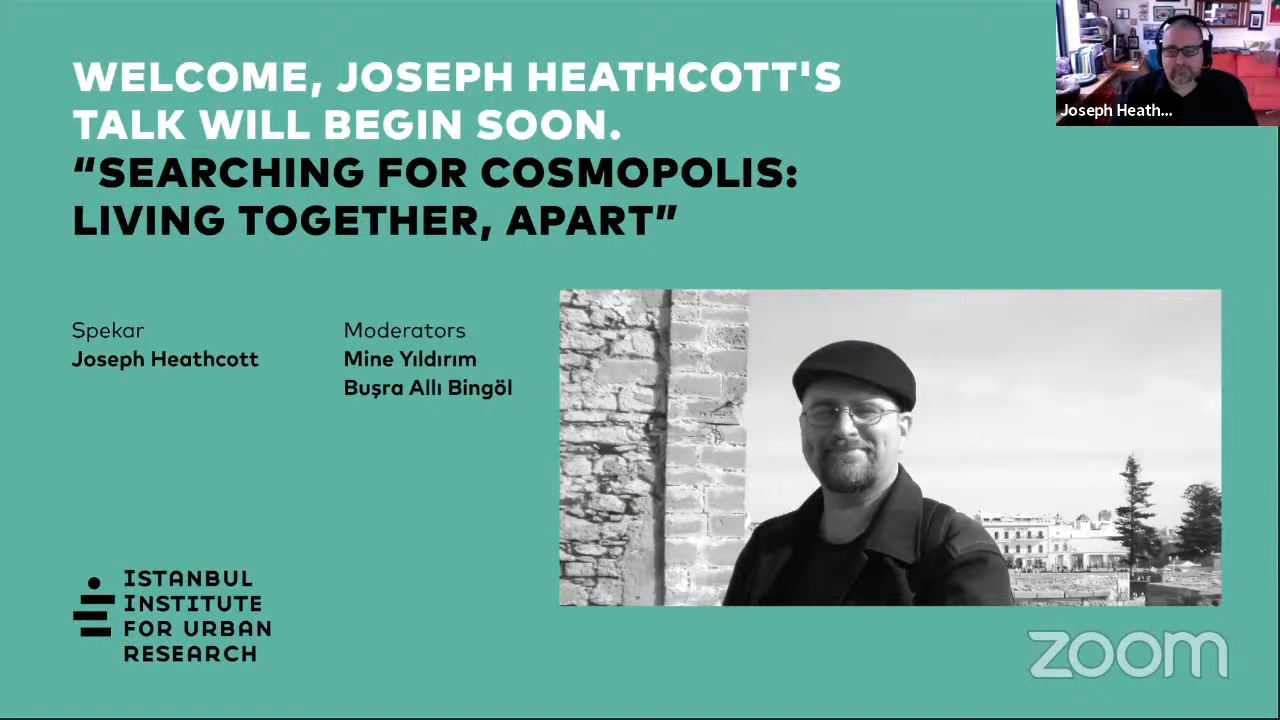 WELCOME, JOSEPH HEATHCOTT'S
TALK WILL BEGIN SOON.
“SEARCHING FOR COSMOPOLIS:
LIVING TOGETHER, APART”
Joseph Heath...
Spekar
Joseph Heathcott
Moderators
Mine Yıldırım
Buşra Allı Bingöl
ISTANBUL
INSTITUTE
FOR URBAN
RESEARCH
zoom